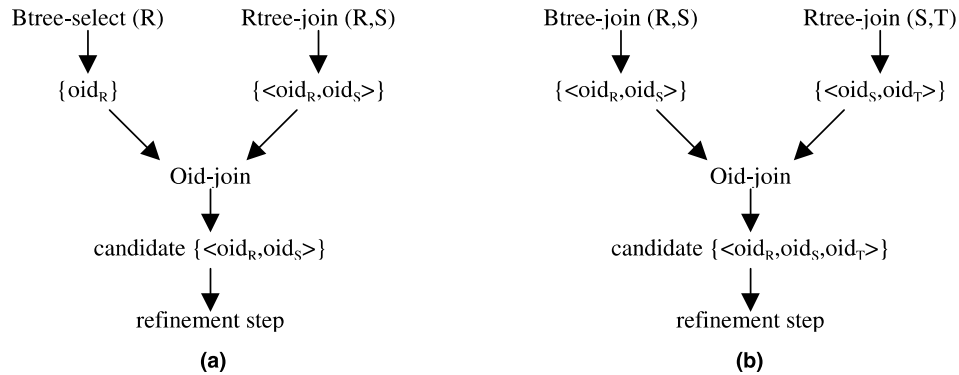 Btree-select (R) Rtree-join (R,S)
{oid_R} {<oid_R,oid_S>}
Oid-join
candidate {<oid_R,oid_S>}
refinement step
(a)
Btree-join (R,S) Rtree-join (S,T)
{<oid_R,oid_S>} {<oid_S,oid_T>}
Oid-join
candidate {<oid_R,oid_S,oid_T>}
refinement step
(b)